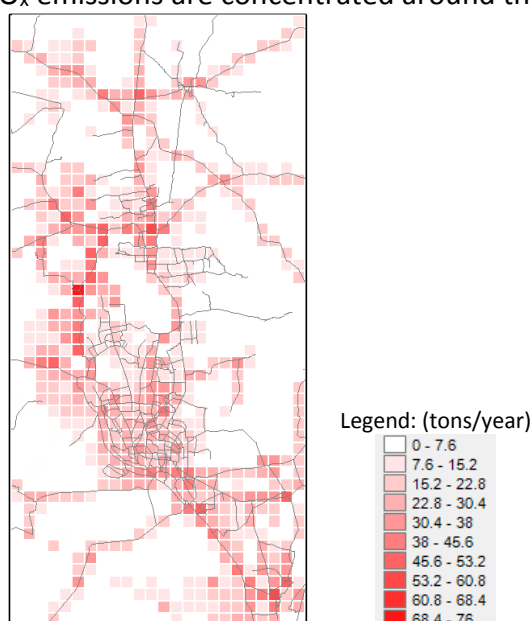 Oₓ emissions are concentrated around th
Legend: (tons/year)
0 - 7.6
7.6 - 15.2
15.2 - 22.8
22.8 - 30.4
30.4 - 38
38 - 45.6
45.6 - 53.2
53.2 - 60.8
60.8 - 68.4
68.4 - 76